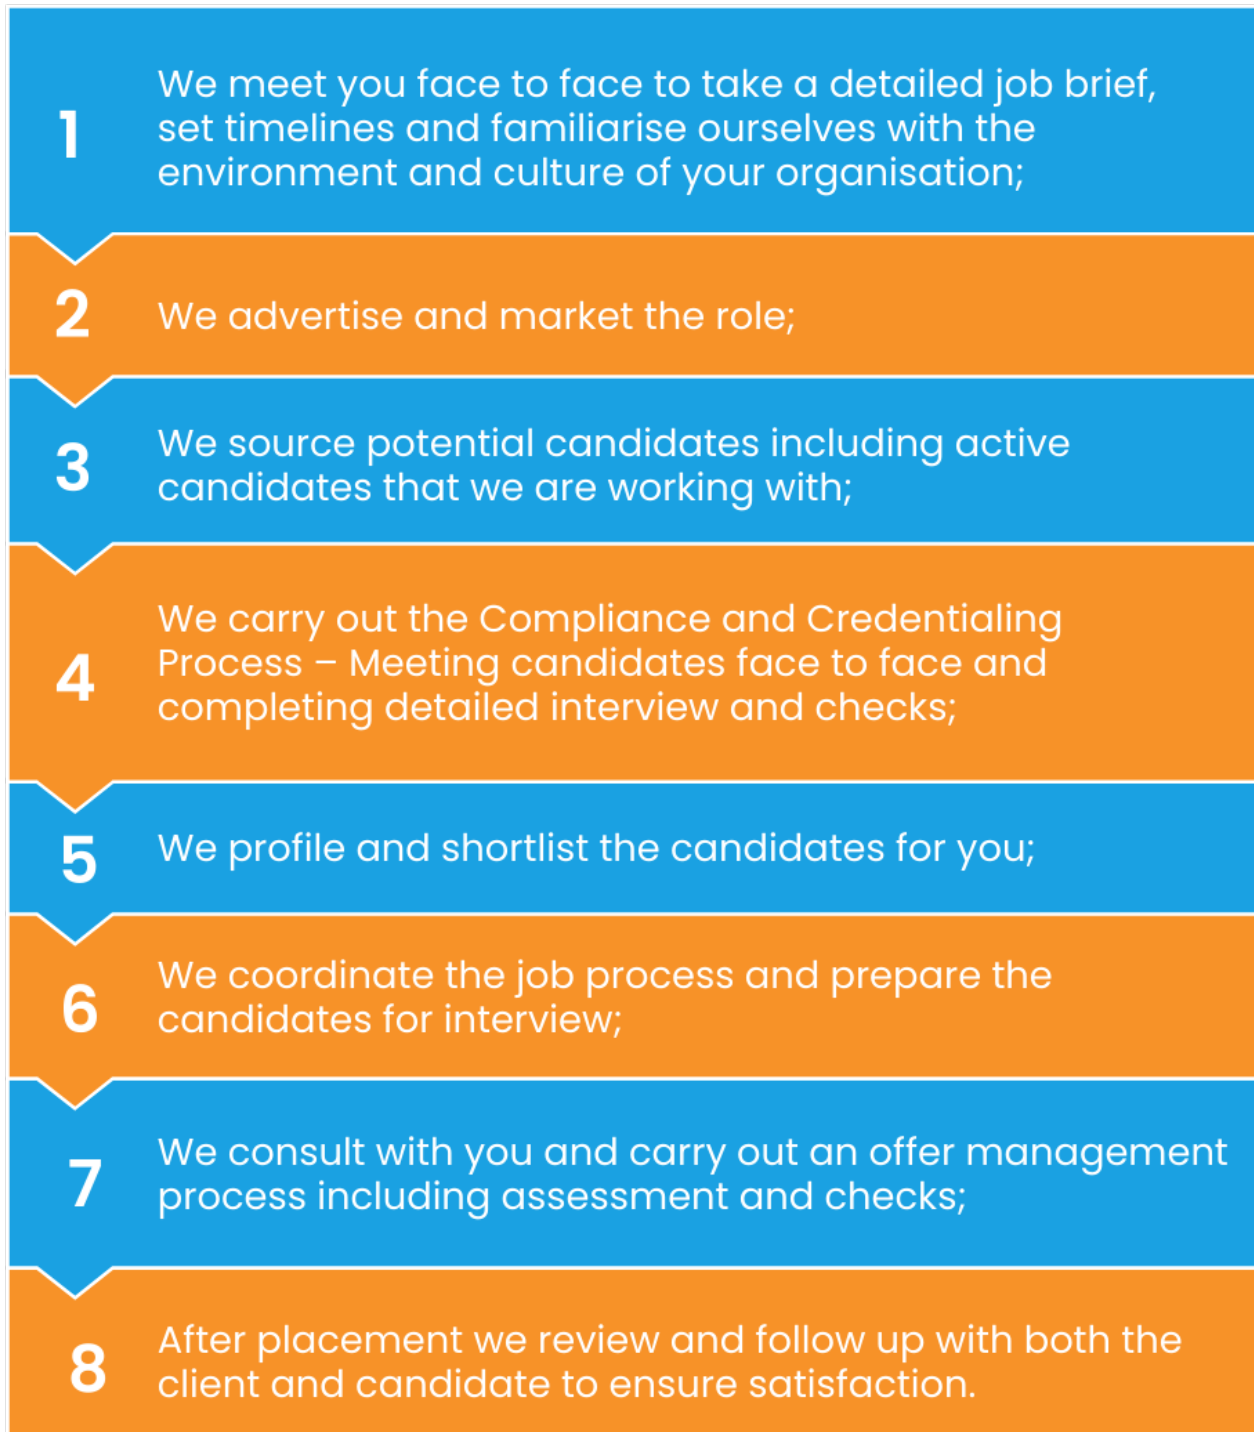 1
We meet you face to face to take a detailed job brief,
set timelines and familiarise ourselves with the
environment and culture of your organisation;
2
We advertise and market the role;
3
We source potential candidates including active
candidates that we are working with;
4
We carry out the Compliance and Credentialing
Process – Meeting candidates face to face and
completing detailed interview and checks;
5
We profile and shortlist the candidates for you;
6
We coordinate the job process and prepare the
candidates for interview;
7
We consult with you and carry out an offer management
process including assessment and checks;
8
After placement we review and follow up with both the
client and candidate to ensure satisfaction.